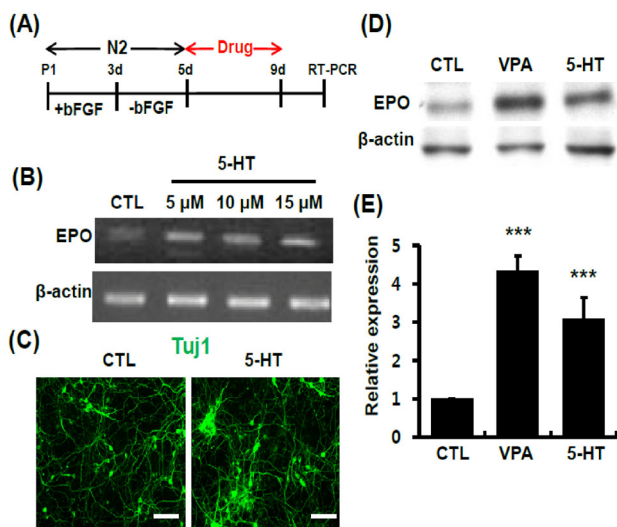 (A)
N2 Drug
P1 3d 5d 9d RT-PCR
+bFGF -bFGF
(B)
5-HT
CTL 5 µM 10 µM 15 µM
EPO
β-actin
(C) Tuj1
CTL 5-HT
(D)
CTL VPA 5-HT
EPO
β-actin
(E)
Relative expression
5
4
3
2
1
0
*** ***
CTL VPA 5-HT